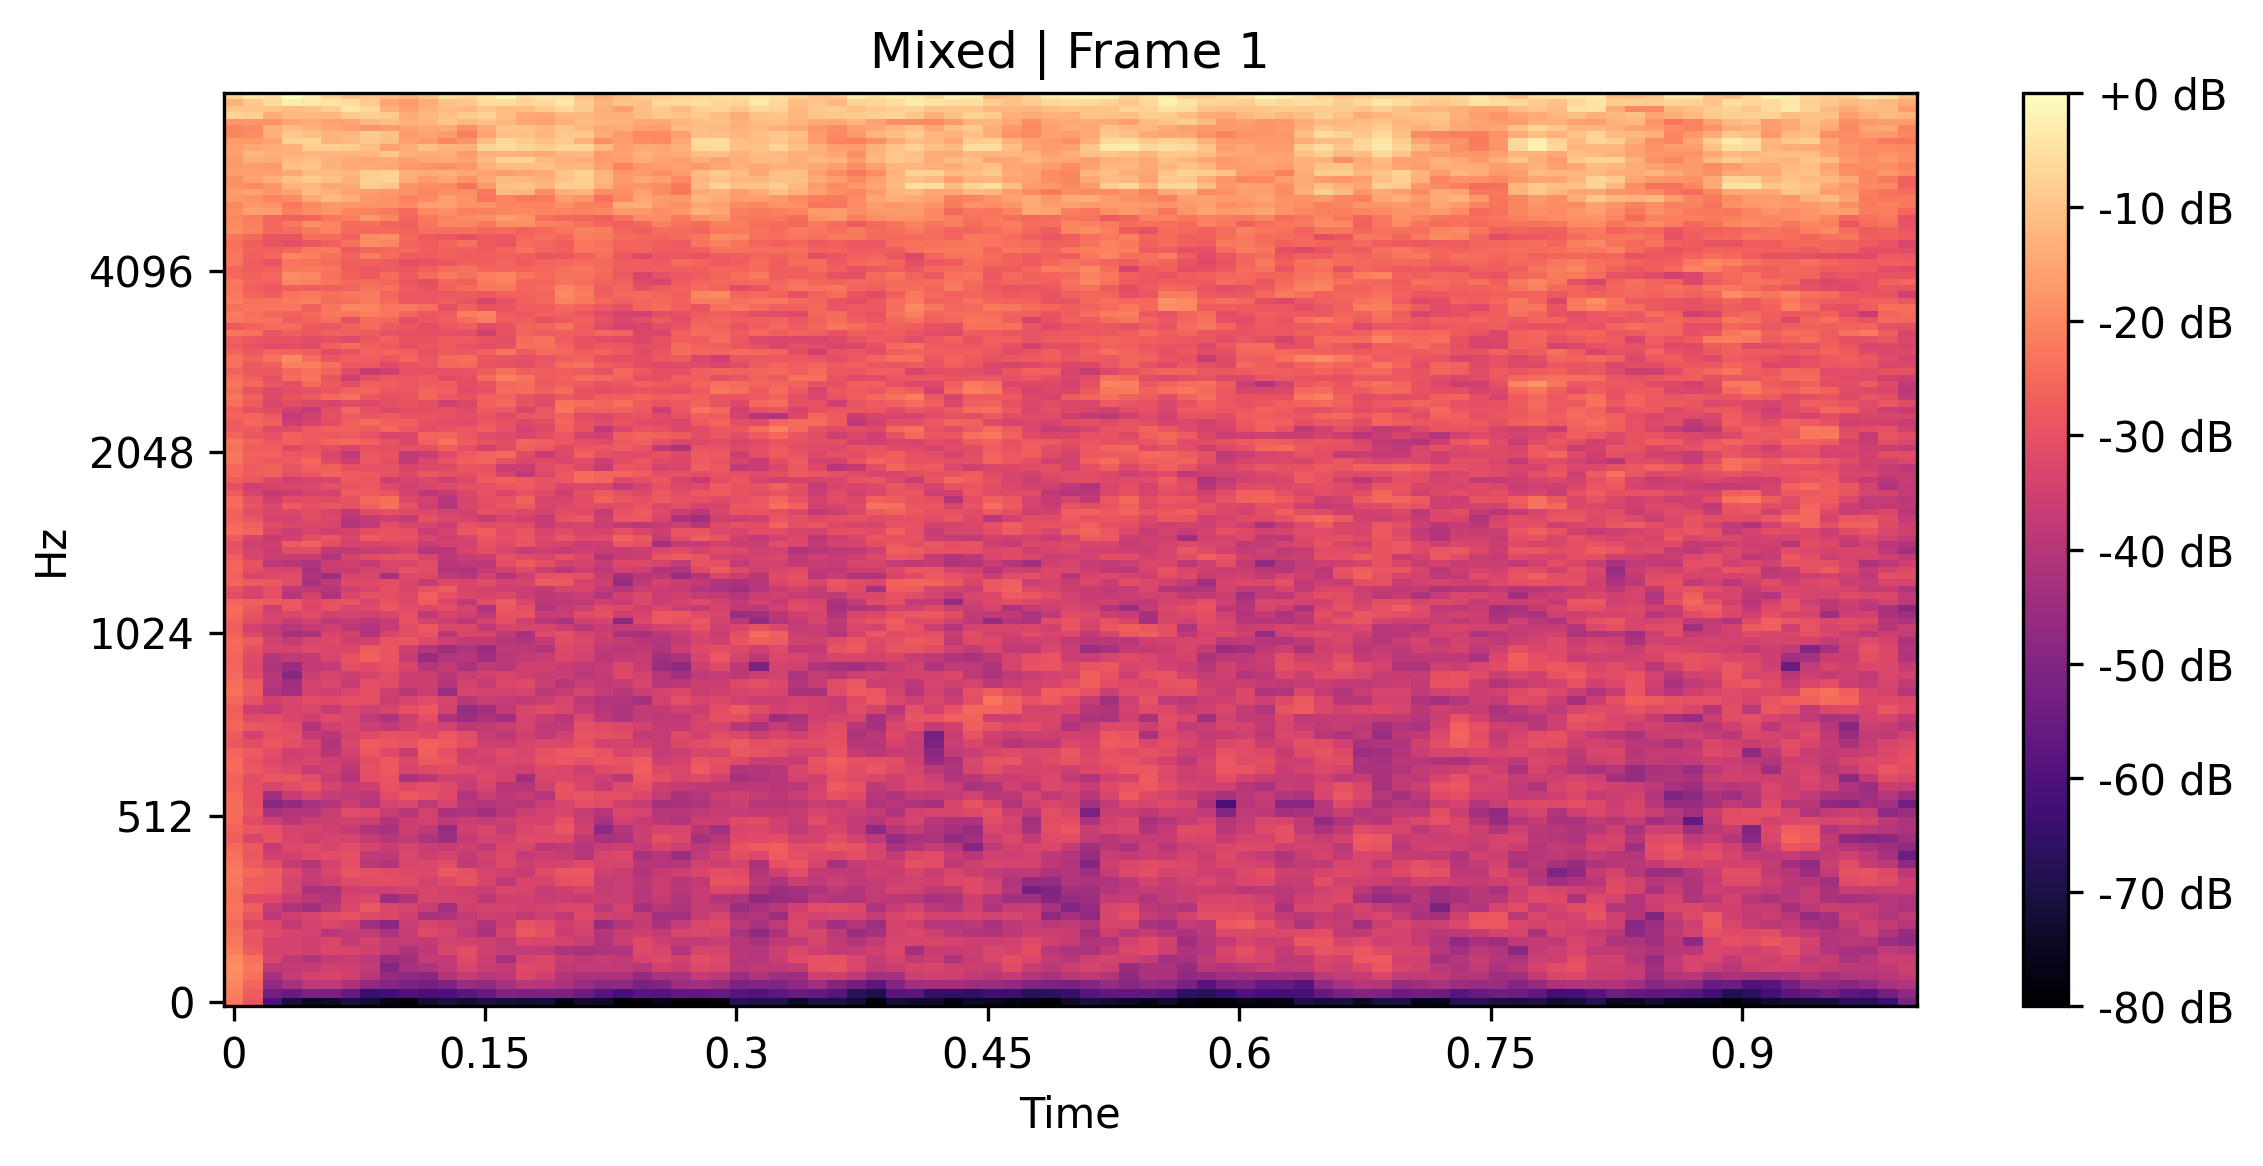 Mixed | Frame 1
+0 dB
-10 dB
-20 dB
-30 dB
-40 dB
-50 dB
-60 dB
-70 dB
-80 dB
Hz
4096
2048
1024
512
0
0 0.15 0.3 0.45 0.6 0.75 0.9
Time